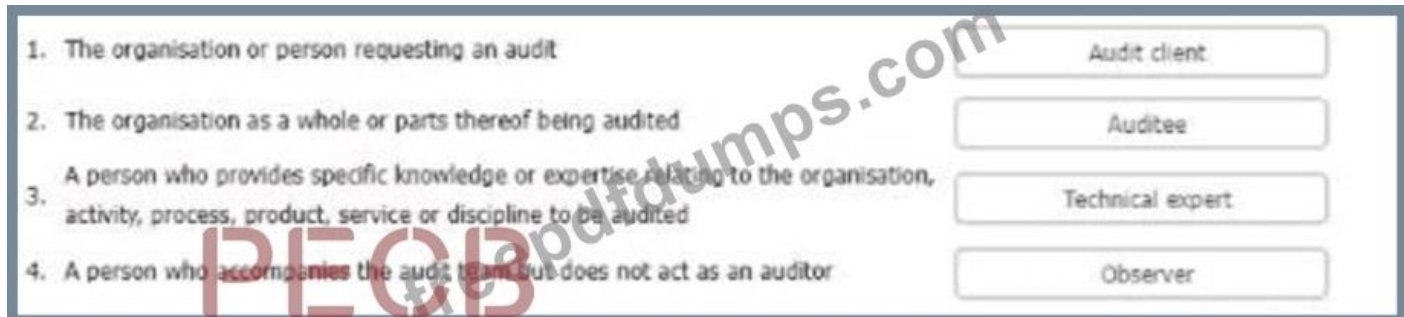 1. The organisation or person requesting an audit Audit client
2. The organisation as a whole or parts thereof being audited Auditee
3. A person who provides specific knowledge or expertise relating to the organisation,
activity, process, product, service or discipline to be audited Technical expert
4. A person who accompanies the audit team but does not act as an auditor Observer
PECB
freepdfdumps.com